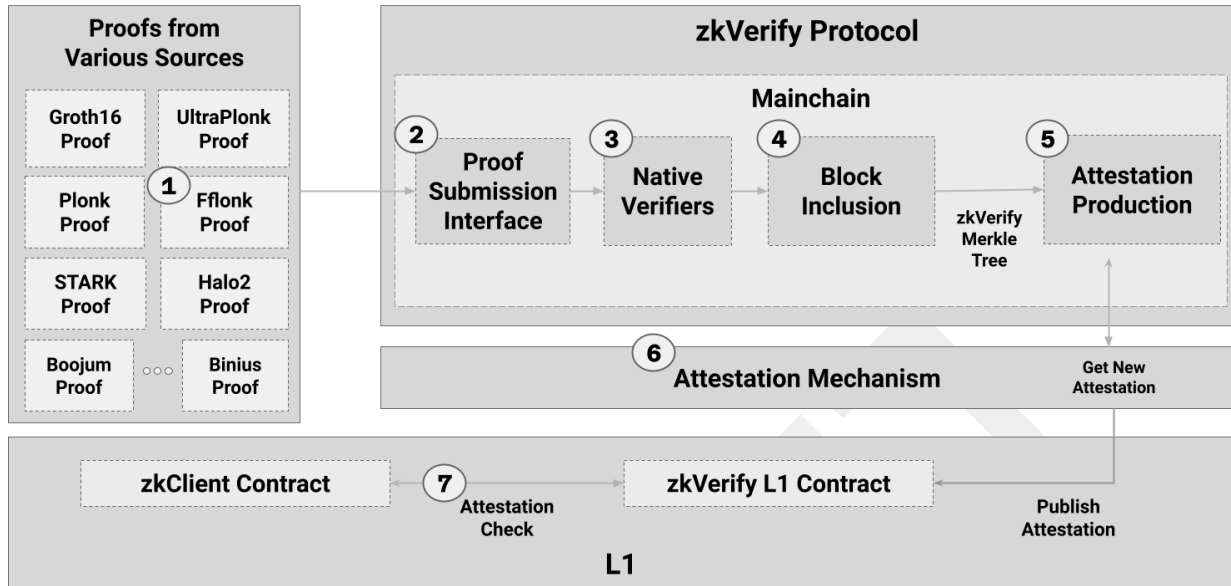 Proofs from
Various Sources
Groth16
Proof
UltraPlonk
Proof
1
Plonk
Proof
Fflonk
Proof
STARK
Proof
Halo2
Proof
Boojum
Proof
Binius
Proof
zkVerify Protocol
Mainchain
2
Proof
Submission
Interface
3
Native
Verifiers
4
Block
Inclusion
zkVerify
Merkle
Tree
5
Attestation
Production
6
Attestation Mechanism
Get New
Attestation
zkClient Contract
7
Attestation
Check
zkVerify L1 Contract
Publish
Attestation
L1